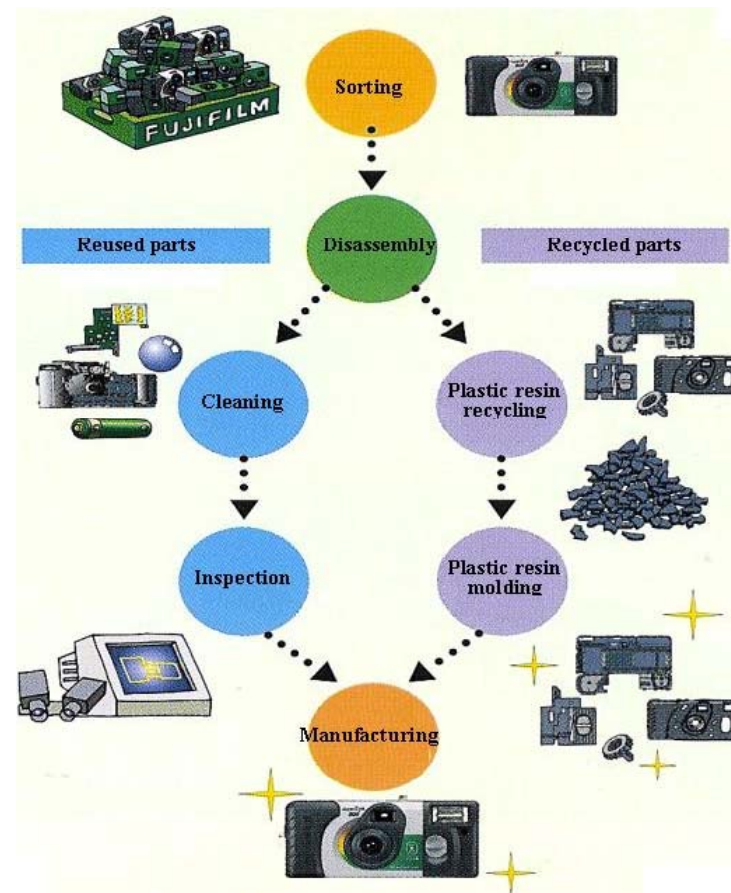 Sorting
FUJIFILM
Disassembly
Reused parts
Recycled parts
Cleaning
Plastic resin
recycling
Inspection
Plastic resin
molding
Manufacturing